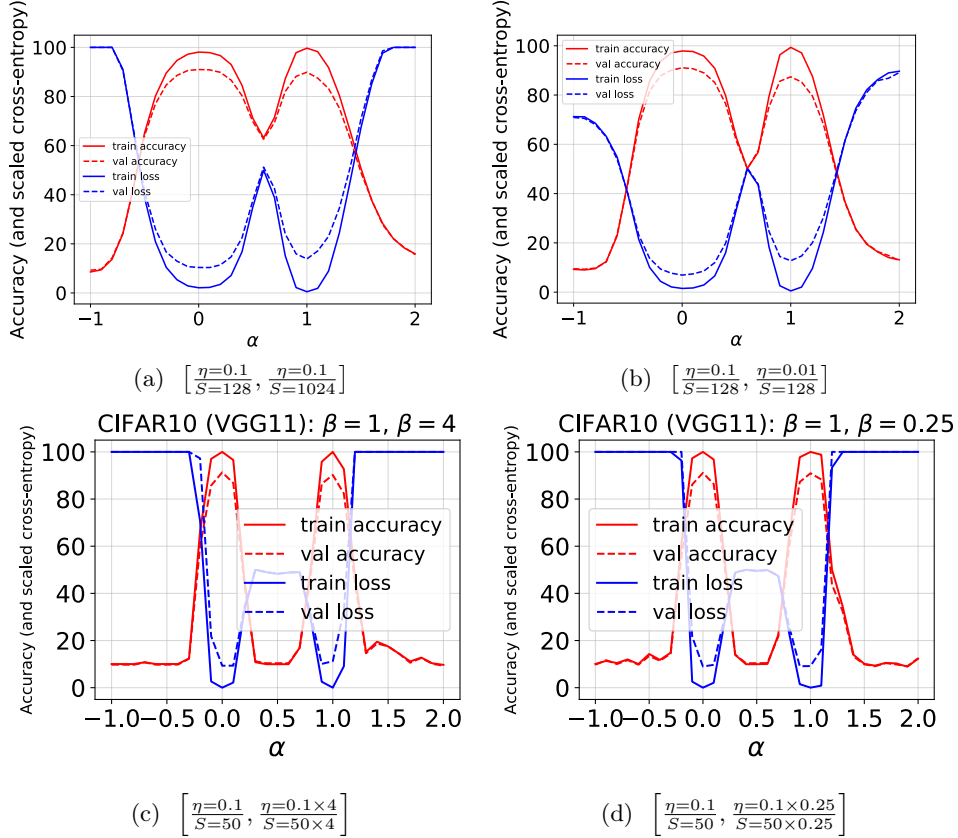 Accuracy (and scaled cross-entropy)
100
80
60
40
20
0
train accuracy
val accuracy
train loss
val loss
−1 0 1 2
α
(a) [η=0.1/S=128, η=0.1/S=1024]
Accuracy (and scaled cross-entropy)
100
80
60
40
20
0
train accuracy
val accuracy
train loss
val loss
−1 0 1 2
α
(b) [η=0.1/S=128, η=0.01/S=128]
CIFAR10 (VGG11): β = 1, β = 4
Accuracy (and scaled cross-entropy)
100
80
60
40
20
0
train accuracy
val accuracy
train loss
val loss
−1.0 −0.5 0.0 0.5 1.0 1.5 2.0
α
(c) [η=0.1/S=50, η=0.1×4/S=50×4]
CIFAR10 (VGG11): β = 1, β = 0.25
Accuracy (and scaled cross-entropy)
100
80
60
40
20
0
train accuracy
val accuracy
train loss
val loss
−1.0 −0.5 0.0 0.5 1.0 1.5 2.0
α
(d) [η=0.1/S=50, η=0.1×0.25/S=50×0.25]